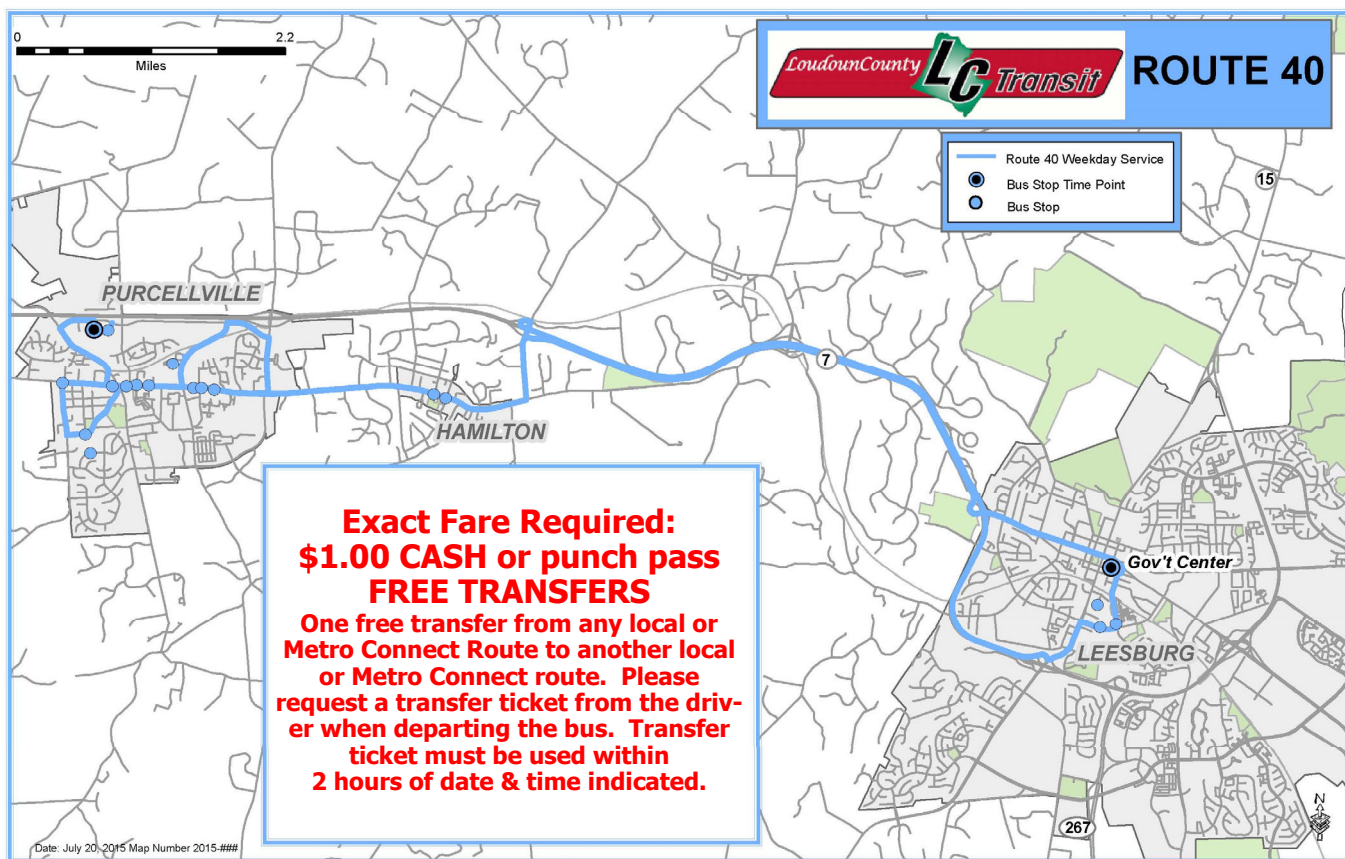 0 2.2
Miles
LoudounCounty LC Transit
ROUTE 40
Route 40 Weekday Service
Bus Stop Time Point
Bus Stop
15
PURCELLVILLE
7
HAMILTON
Exact Fare Required:
$1.00 CASH or punch pass
FREE TRANSFERS
One free transfer from any local or
Metro Connect Route to another local
or Metro Connect route. Please
request a transfer ticket from the driv-
er when departing the bus. Transfer
ticket must be used within
2 hours of date & time indicated.
Gov't Center
LEESBURG
N
267
Date: July 20, 2015 Map Number 2015-###